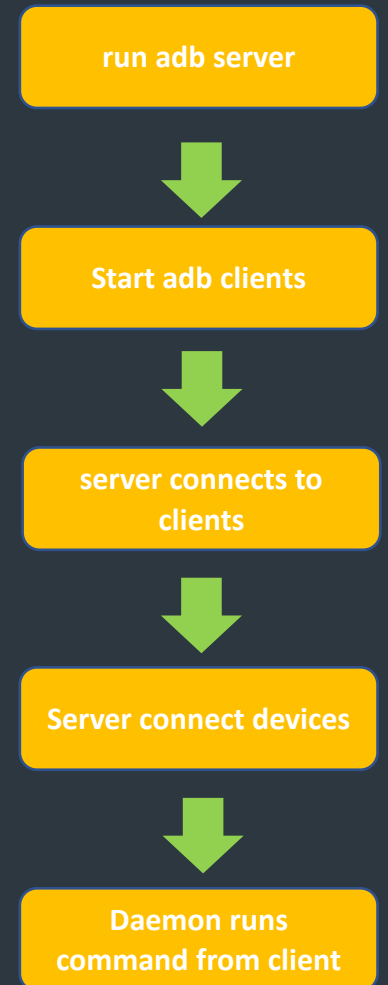 run adb server
Start adb clients
server connects to
clients
Server connect devices
Daemon runs
command from client